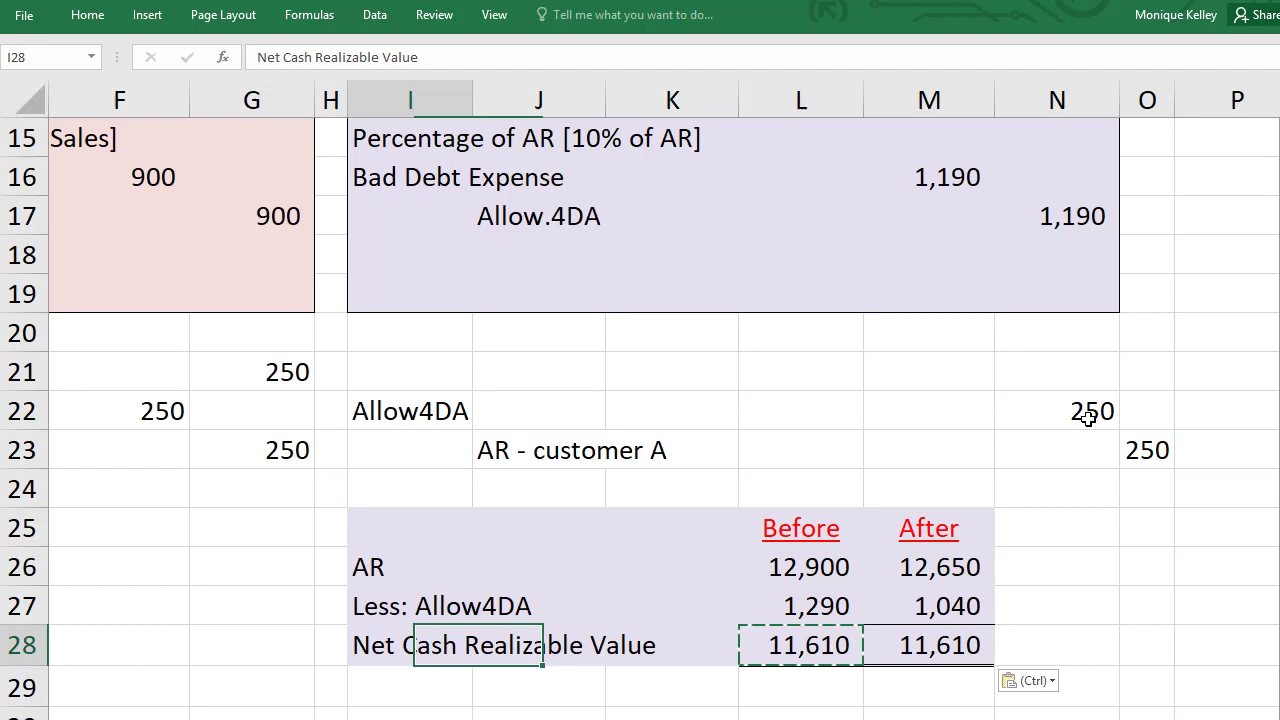 File Home Insert Page Layout Formulas Data Review View Tell me what you want to do... Monique Kelley Share
I28 fx Net Cash Realizable Value
F G H I J K L M N O P
15 Sales] Percentage of AR [10% of AR]
16 900 Bad Debt Expense 1,190
17 900 Allow.4DA 1,190
18
19
20
21 250
22 250 Allow4DA 250
23 250 AR - customer A 250
24
25 Before After
26 AR 12,900 12,650
27 Less: Allow4DA 1,290 1,040
28 Net Cash Realizable Value 11,610 11,610
29 (Ctrl)